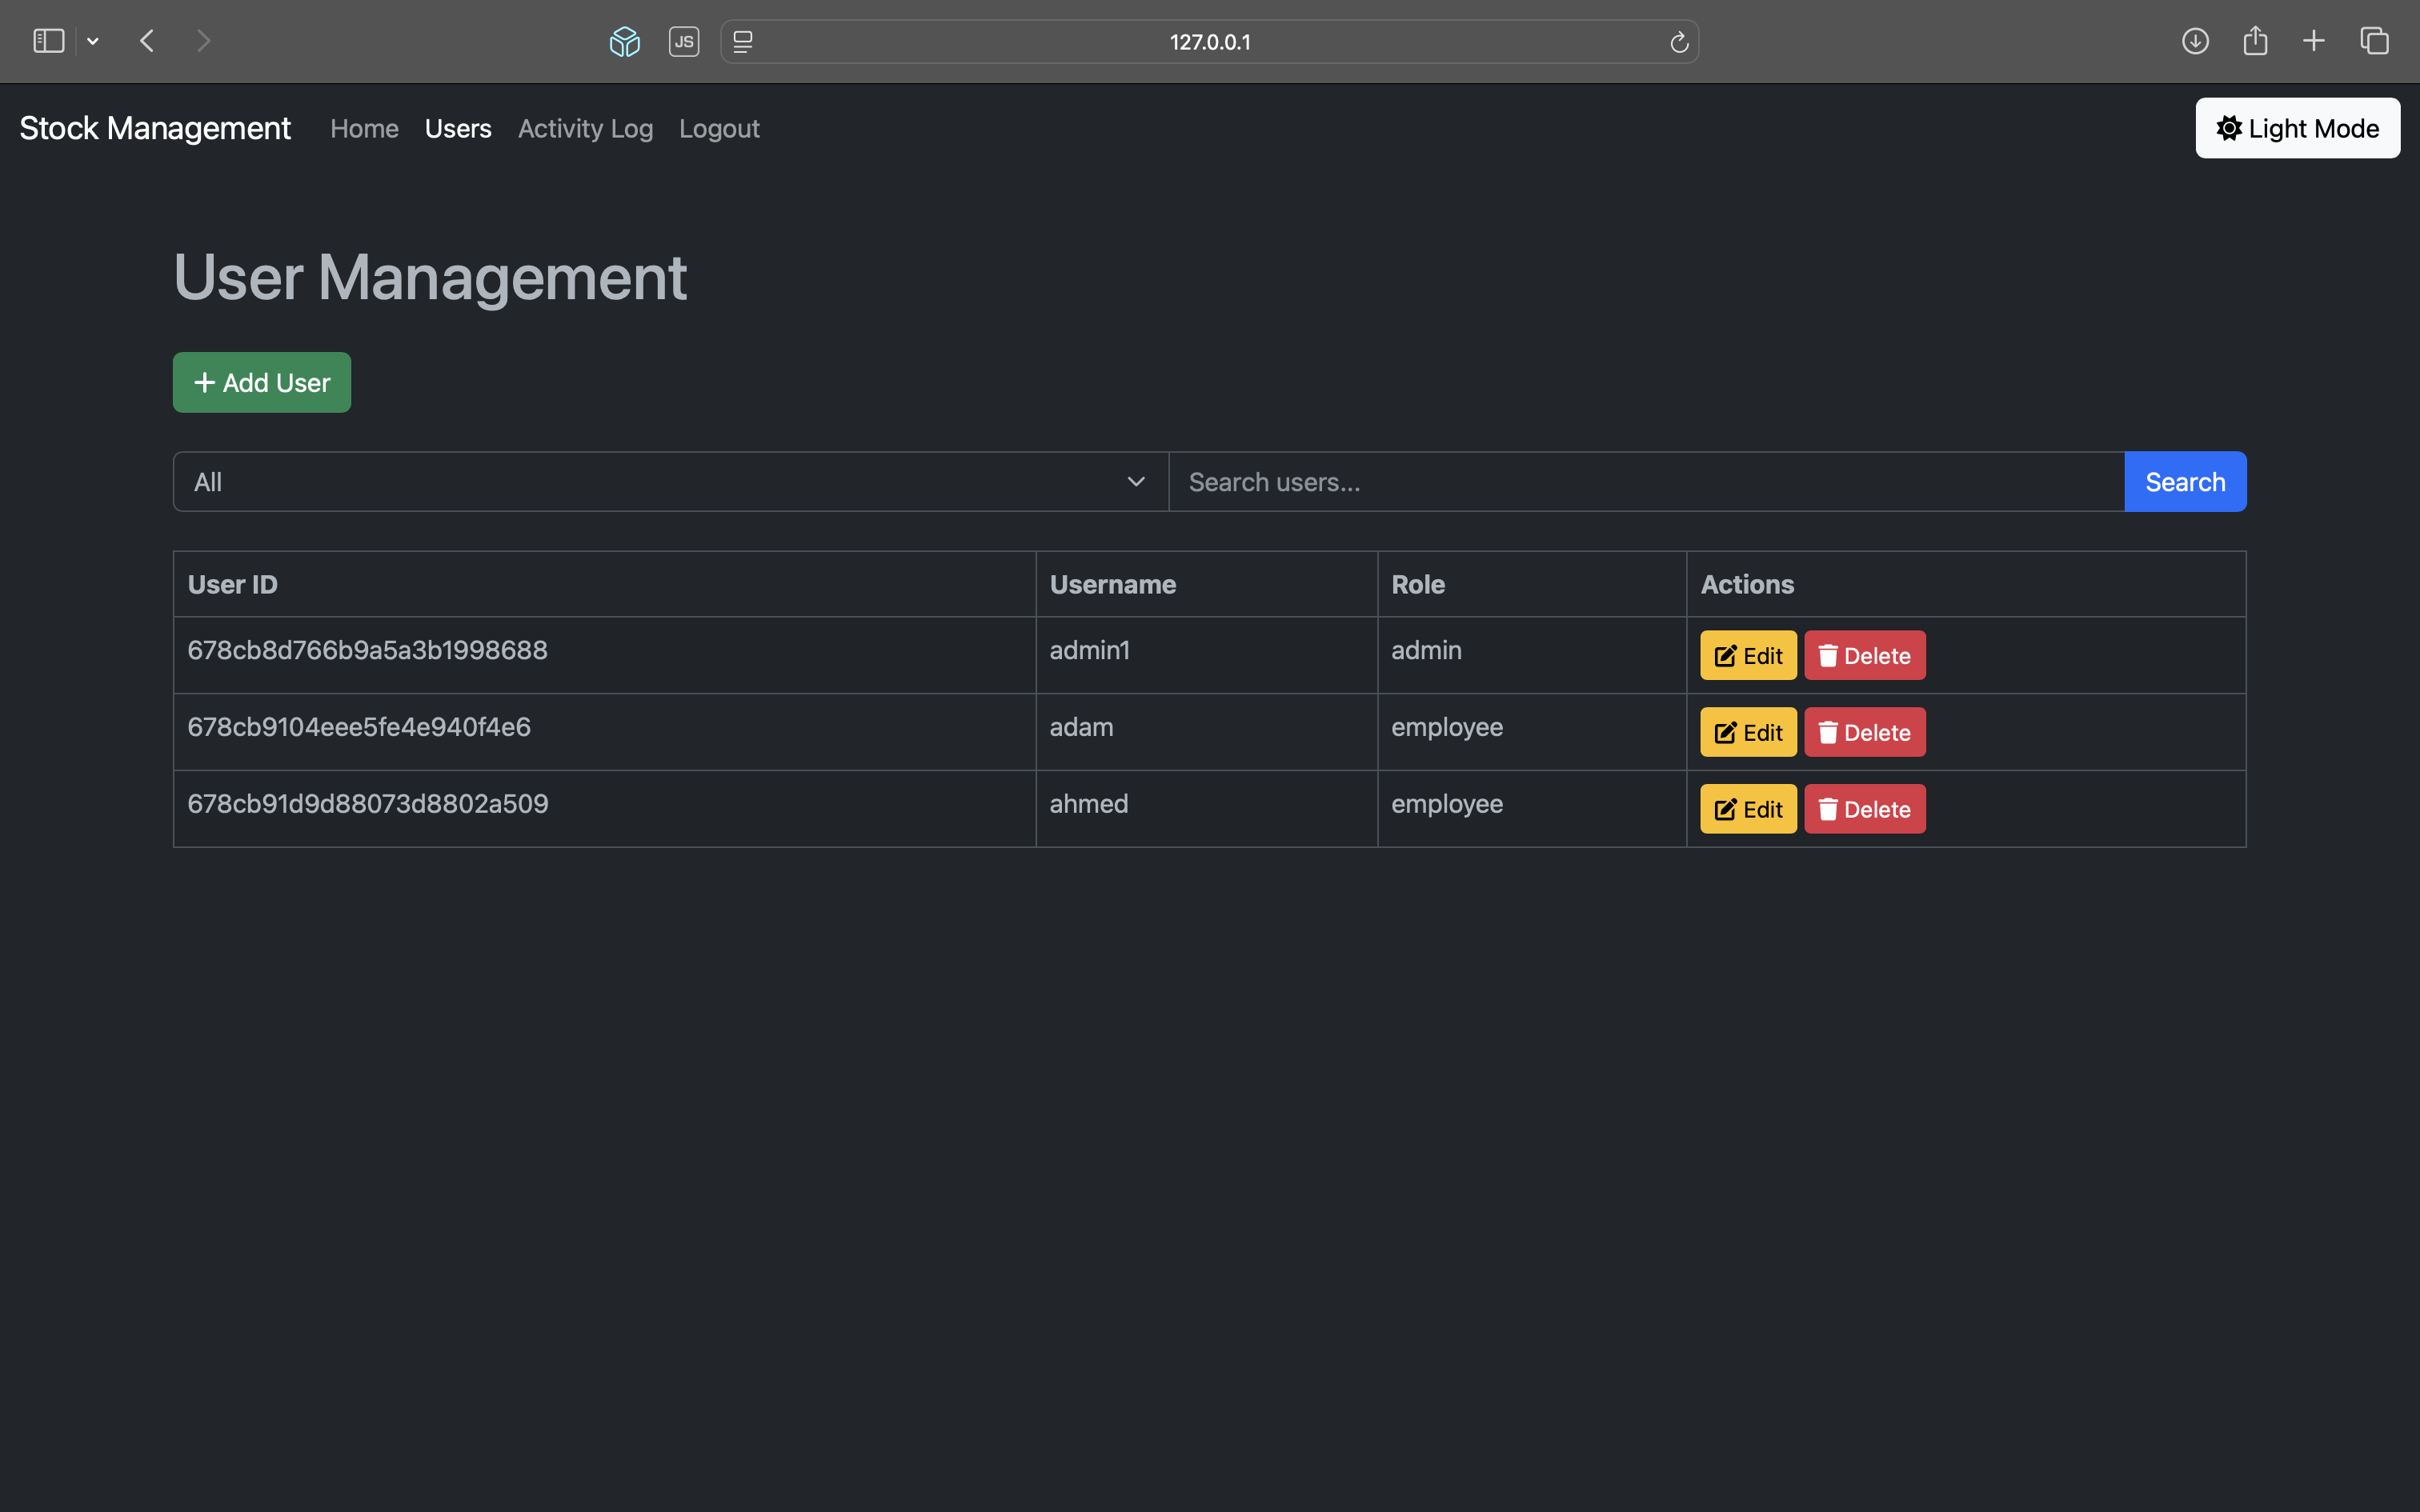 JS
127.0.0.1
Stock Management Home Users Activity Log Logout Light Mode
User Management
+ Add User
All Search users... Search
User ID Username Role Actions
678cb8d766b9a5a3b1998688 admin1 admin Edit Delete
678cb9104eee5fe4e940f4e6 adam employee Edit Delete
678cb91d9d88073d8802a509 ahmed employee Edit Delete